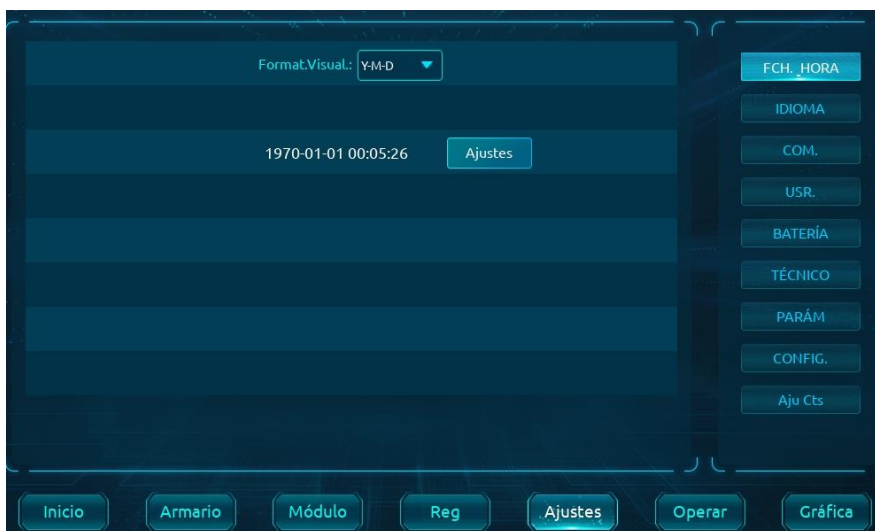 Format.Visual.: Y-M-D
1970-01-01 00:05:26 Ajustes
FCH. HORA
IDIOMA
COM.
USR.
BATERÍA
TÉCNICO
PARÁM
CONFIG.
Aju Cts
Inicio Armario Módulo Reg Ajustes Operar Gráfica